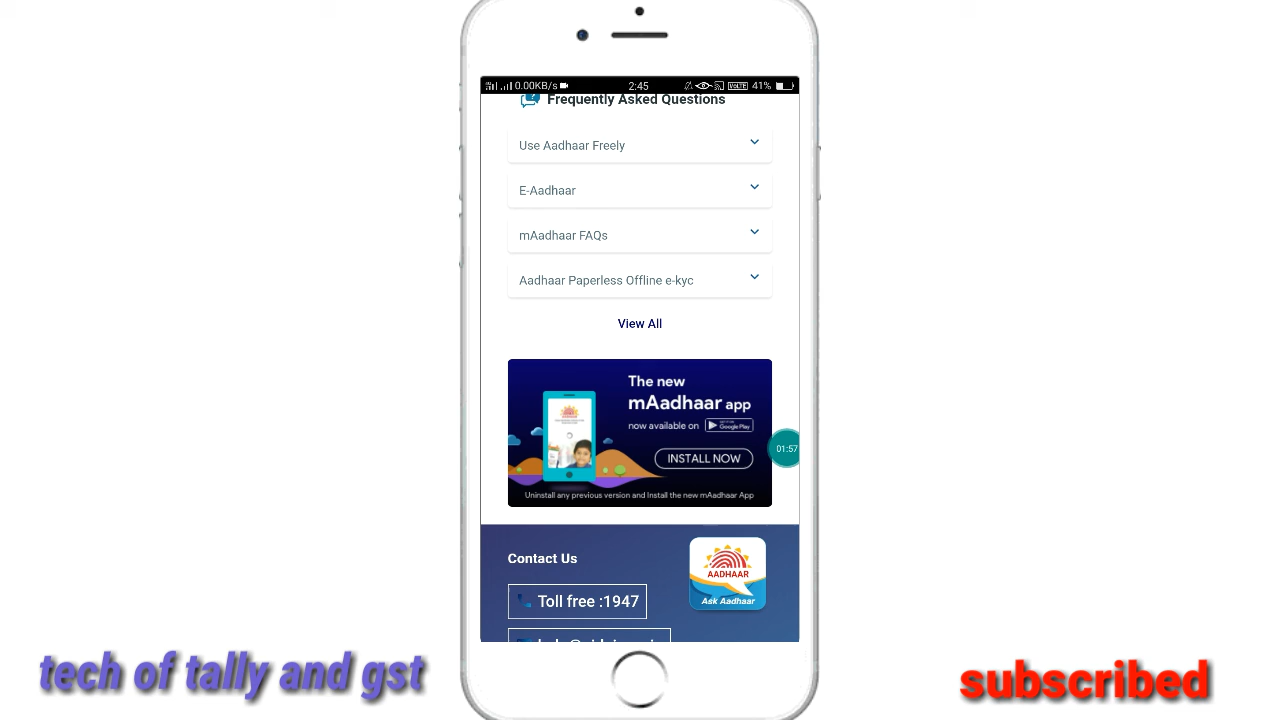 0.00KB/s 2:45 VOLTE 41%
Frequently Asked Questions
Use Aadhaar Freely
E-Aadhaar
mAadhaar FAQs
Aadhaar Paperless Offline e-kyc
View All
The new
mAadhaar app
now available on Google Play
INSTALL NOW
Uninstall any previous version and Install the new mAadhaar App
01:57
Contact Us
AADHAAR
Ask Aadhaar
Toll free :1947
tech of tally and gst
subscribed